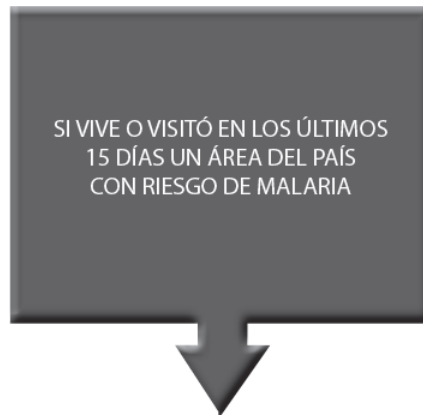 SI VIVE O VISITÓ EN LOS ÚLTIMOS
15 DÍAS UN ÁREA DEL PAÍS
CON RIESGO DE MALARIA